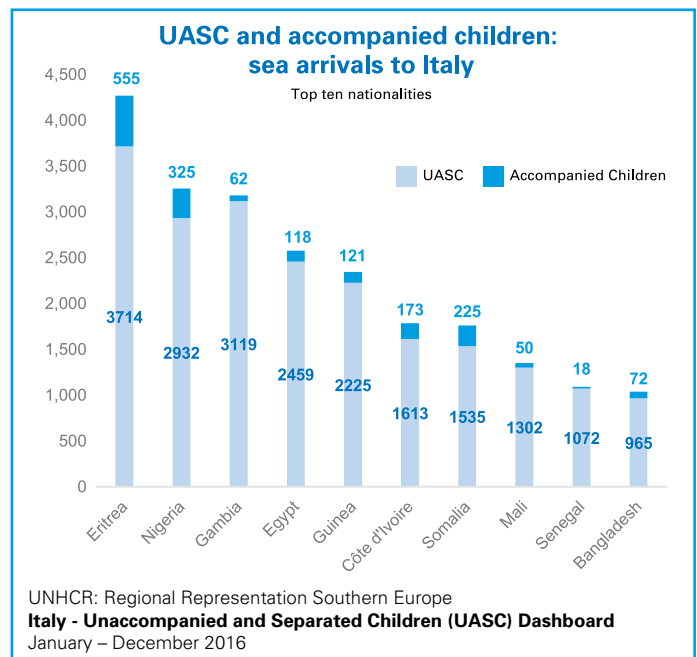 UASC and accompanied children:
sea arrivals to Italy
Top ten nationalities
UASC
Accompanied Children
4,500
4,000
3,500
3,000
2,500
2,000
1,500
1,000
500
0
555
325
62
118
121
173
225
50
18
72
3714
2932
3119
2459
2225
1613
1535
1302
1072
965
Eritrea
Nigeria
Gambia
Egypt
Guinea
Côte d'Ivoire
Somalia
Mali
Senegal
Bangladesh
UNHCR: Regional Representation Southern Europe
Italy - Unaccompanied and Separated Children (UASC) Dashboard
January – December 2016